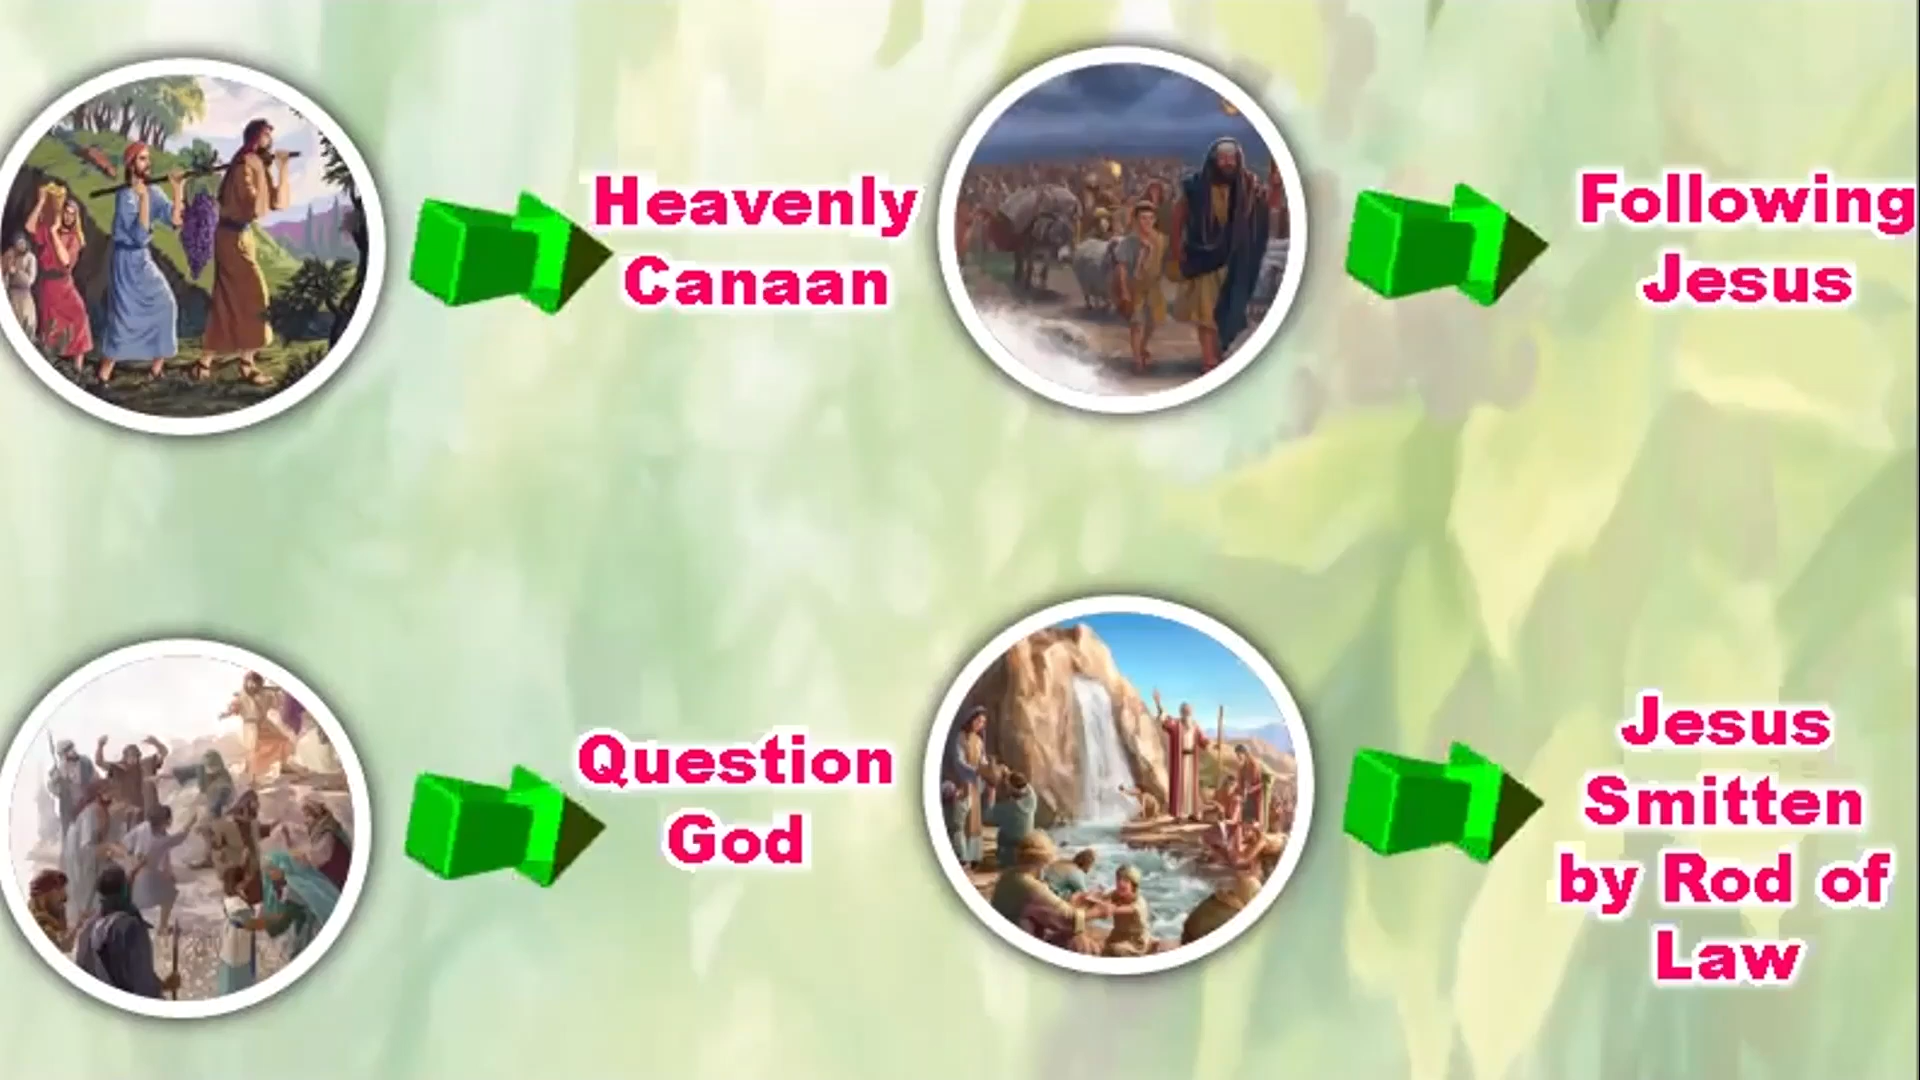 Heavenly
Canaan
Following
Jesus
Question
God
Jesus
Smitten
by Rod of
Law